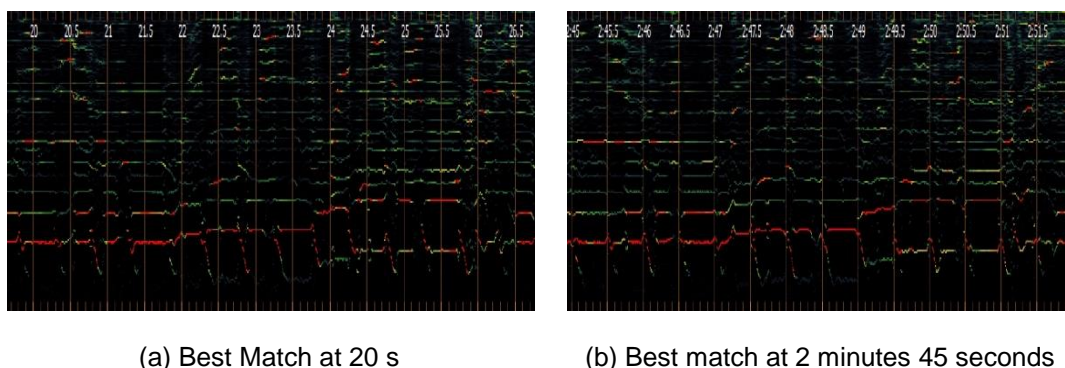 20 20.5 21 21.5 22 22.5 23 23.5 24 24.5 25 25.5 26 26.5
2:45 2:45.5 2:46 2:46.5 2:47 2:47.5 2:48 2:48.5 2:49 2:49.5 2:50 2:50.5 2:51 2:51.5
(a) Best Match at 20 s
(b) Best match at 2 minutes 45 seconds